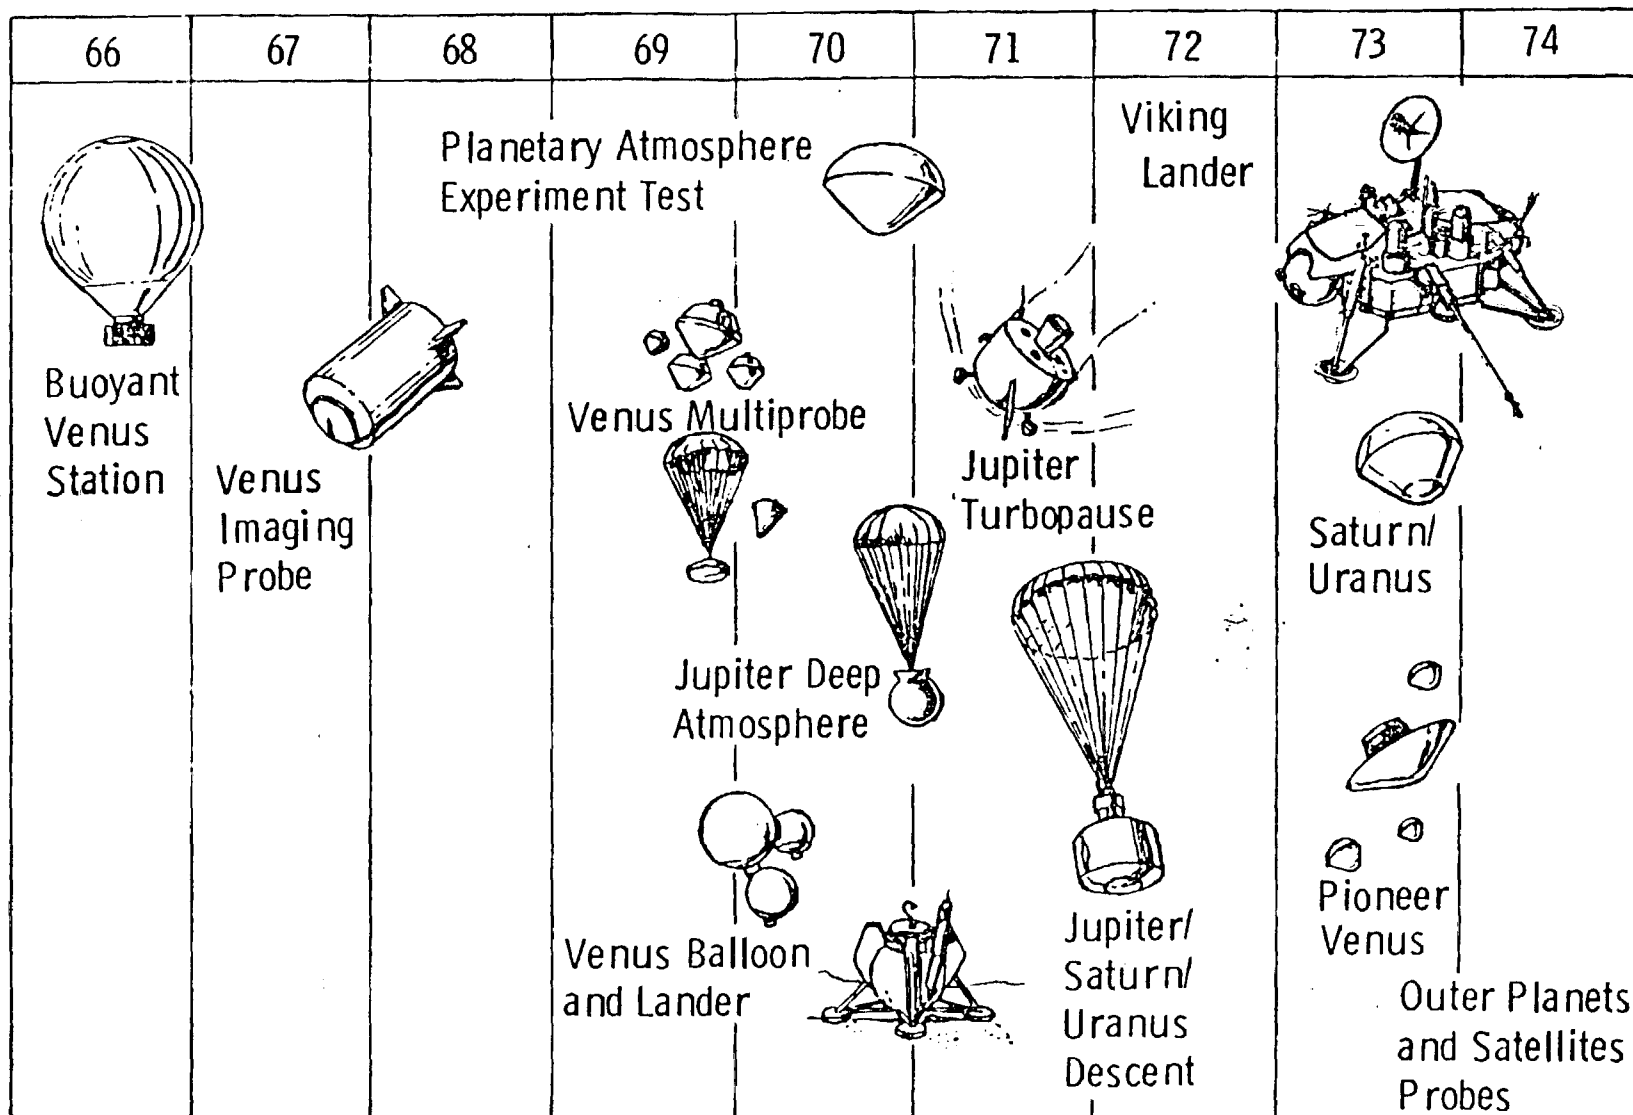 66 67 68 69 70 71 72 73 74
Planetary Atmosphere
Experiment Test
Viking
Lander
Buoyant
Venus
Station
Venus
Imaging
Probe
Venus Multiprobe
Jupiter
Turbopause
Saturn/
Uranus
Jupiter Deep
Atmosphere
Venus Balloon
and Lander
Jupiter/
Saturn/
Uranus
Descent
Pioneer
Venus
Outer Planets
and Satellites
Probes